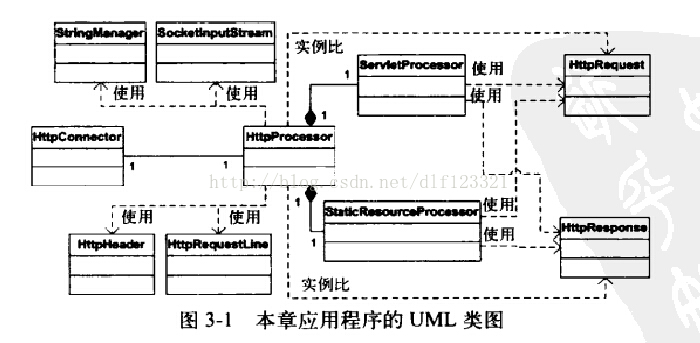 StringManager SocketInputStream
实例比
ServletProcessor
HttpRequest
使用 使用
1
使用
使用
1
HttpConnector
HttpProcessor
1 1
http://blog.csdn.net/dlf123321
1
StaticResourceProcessor
使用
使用 使用
1
使用
HttpResponse
HttpHeader HttpRequestLine
实例比
图 3-1 本章应用程序的 UML 类图